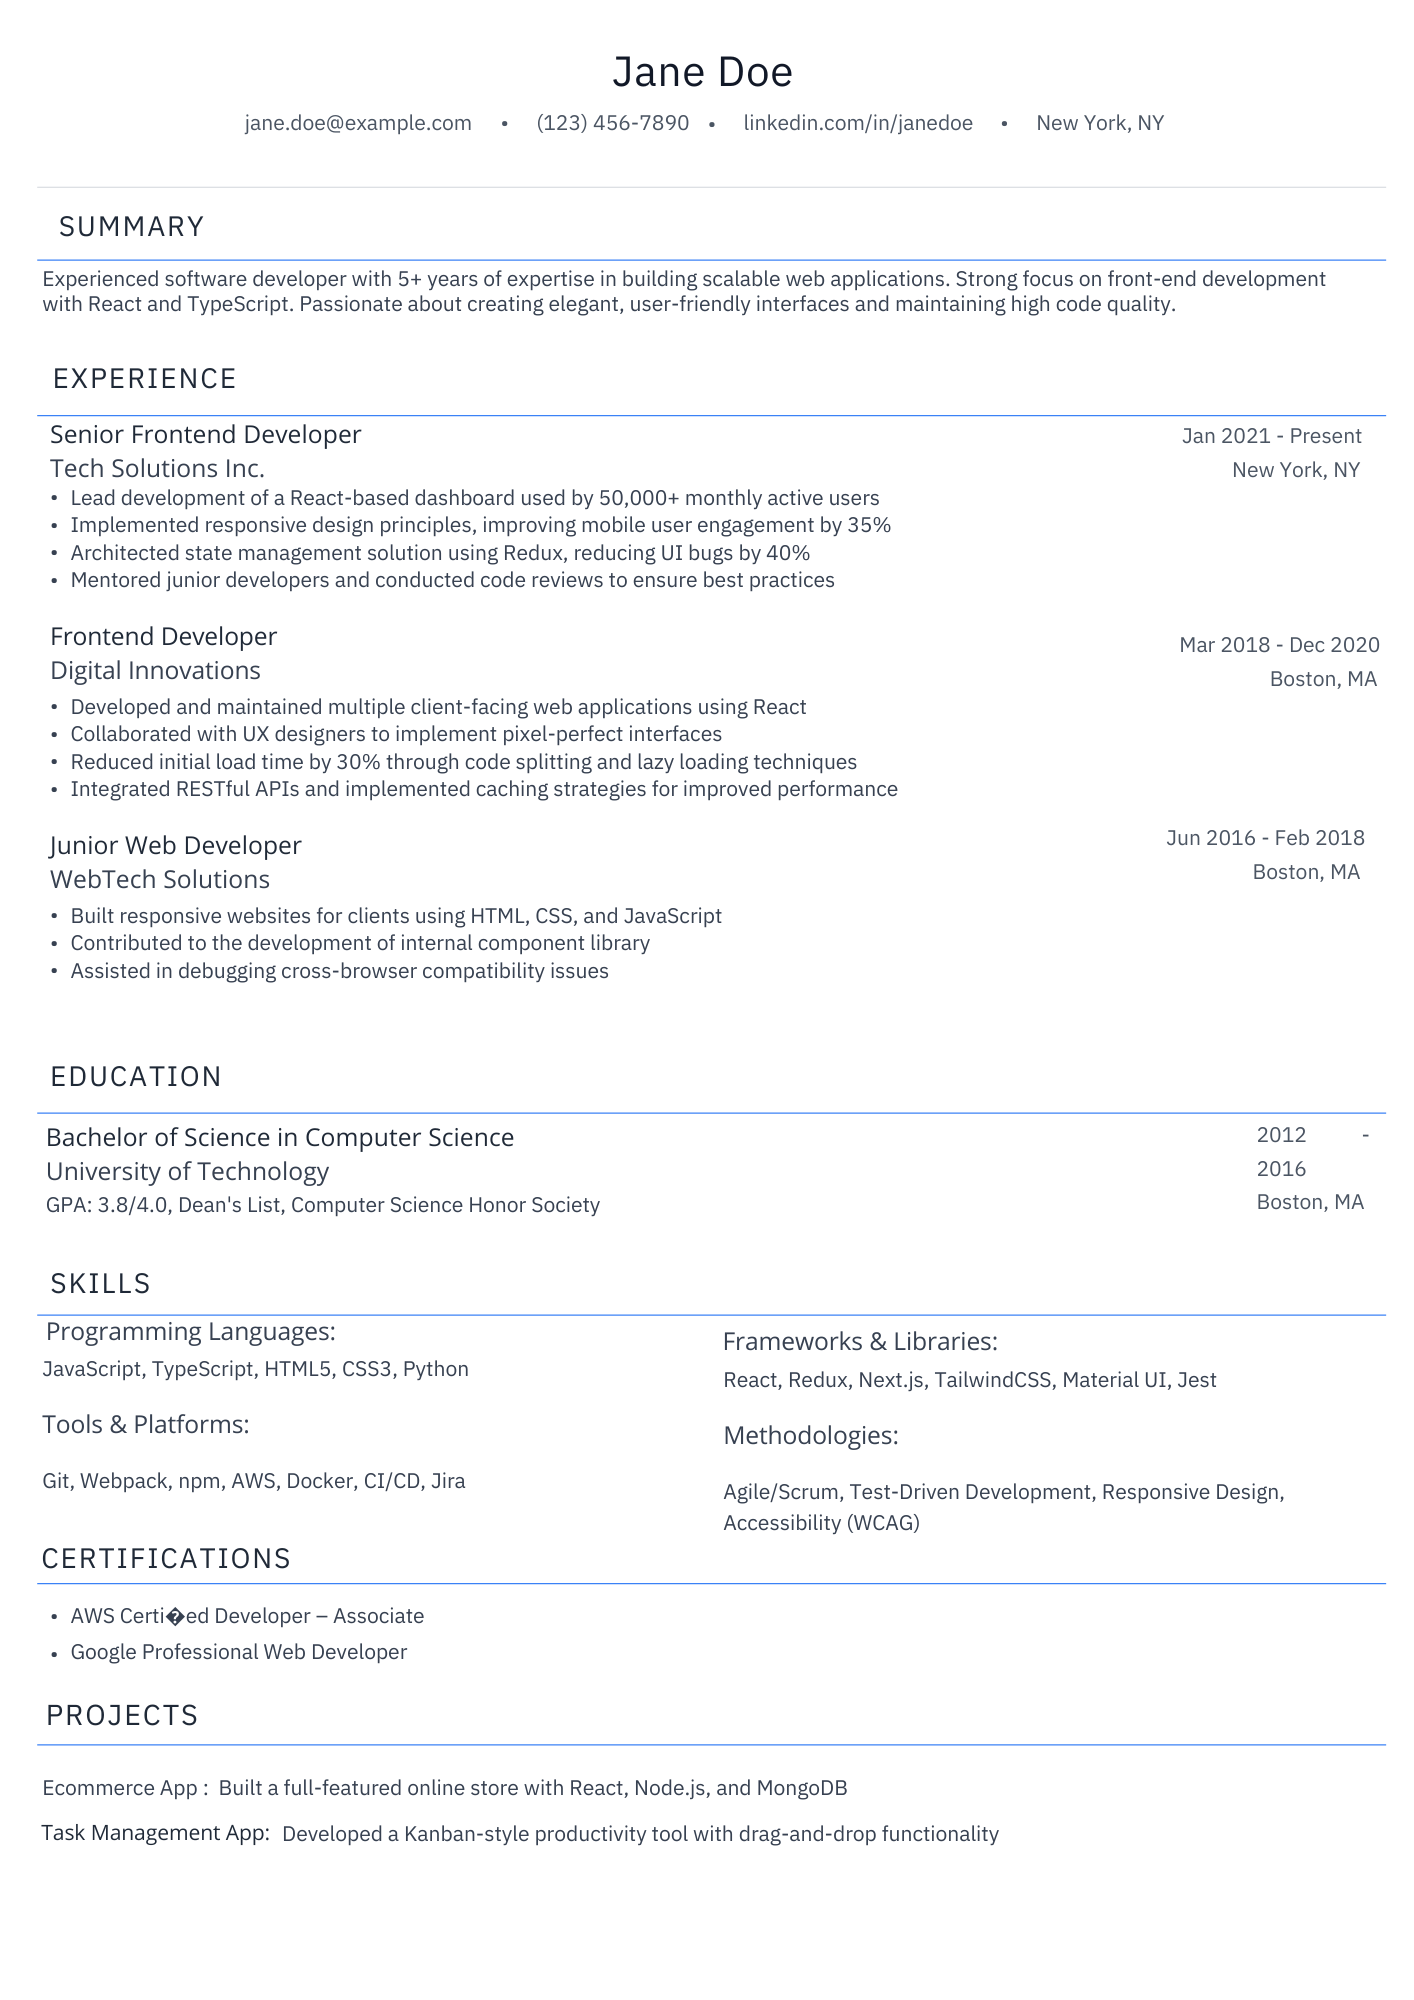 Jane Doe
jane.doe@example.com • (123) 456-7890 • linkedin.com/in/janedoe • New York, NY
SUMMARY
Experienced software developer with 5+ years of expertise in building scalable web applications. Strong focus on front-end development
with React and TypeScript. Passionate about creating elegant, user-friendly interfaces and maintaining high code quality.
EXPERIENCE
Senior Frontend Developer Jan 2021 - Present
Tech Solutions Inc. New York, NY
• Lead development of a React-based dashboard used by 50,000+ monthly active users
• Implemented responsive design principles, improving mobile user engagement by 35%
• Architected state management solution using Redux, reducing UI bugs by 40%
• Mentored junior developers and conducted code reviews to ensure best practices
Frontend Developer Mar 2018 - Dec 2020
Digital Innovations Boston, MA
• Developed and maintained multiple client-facing web applications using React
• Collaborated with UX designers to implement pixel-perfect interfaces
• Reduced initial load time by 30% through code splitting and lazy loading techniques
• Integrated RESTful APIs and implemented caching strategies for improved performance
Junior Web Developer Jun 2016 - Feb 2018
WebTech Solutions Boston, MA
• Built responsive websites for clients using HTML, CSS, and JavaScript
• Contributed to the development of internal component library
• Assisted in debugging cross-browser compatibility issues
EDUCATION
Bachelor of Science in Computer Science 2012 -
University of Technology 2016
GPA: 3.8/4.0, Dean's List, Computer Science Honor Society Boston, MA
SKILLS
Programming Languages:
JavaScript, TypeScript, HTML5, CSS3, Python
Tools & Platforms:
Git, Webpack, npm, AWS, Docker, CI/CD, Jira
Frameworks & Libraries:
React, Redux, Next.js, TailwindCSS, Material UI, Jest
Methodologies:
Agile/Scrum, Test-Driven Development, Responsive Design,
Accessibility (WCAG)
CERTIFICATIONS
• AWS Certi�ed Developer – Associate
• Google Professional Web Developer
PROJECTS
Ecommerce App : Built a full-featured online store with React, Node.js, and MongoDB
Task Management App: Developed a Kanban-style productivity tool with drag-and-drop functionality